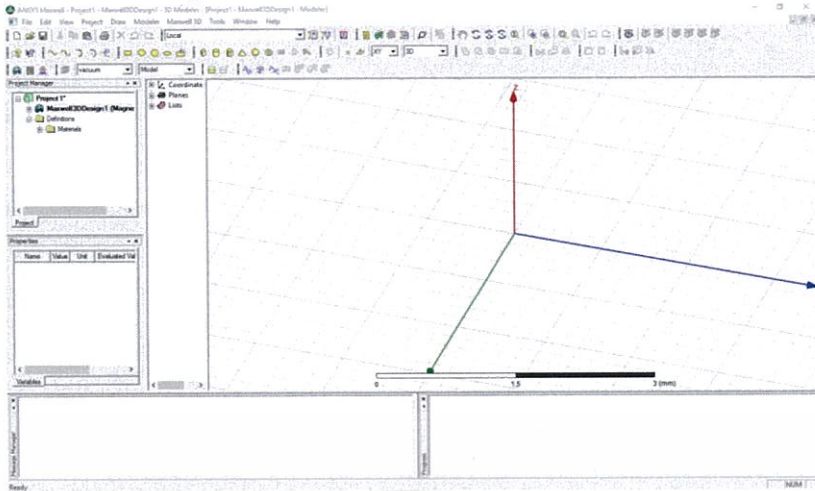 ANSYS Maxwell - Project1 - Maxwell3DDesign1 - 3D Modeler - [Project1 - Maxwell3DDesign1 - Modeler]
File Edit View Project Draw Modeler Maxwell 3D Tools Window Help
Local
XY 3D
vacuum Model
Project Manager
Project1*
Maxwell3DDesign1 (Magne
Definitions
Materials
Project
Coordinate
Planes
Lists
Z
Properties
Name Value Unit Evaluated Val
Variables
0 1.5 3 (mm)
Message Manager
Progress
Ready
NUM